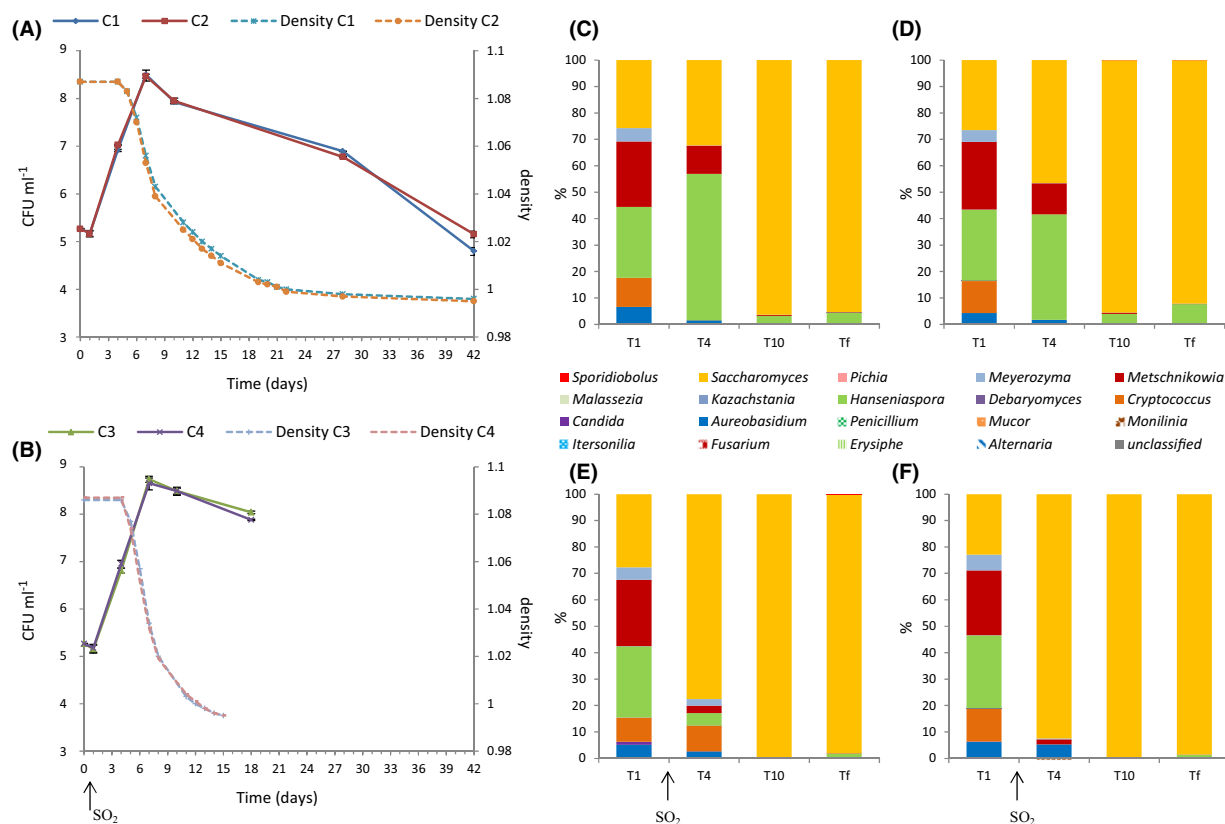 (A)
C1 C2 Density C1 Density C2
9
8
7
6
5
4
3
CFU ml-1
1.1
1.08
1.06
1.04
1.02
1
0.98
density
0 3 6 9 12 15 18 21 24 27 30 33 36 39 42
Time (days)
(B)
C3 C4 Density C3 Density C4
9
8
7
6
5
4
3
CFU ml-1
1.1
1.08
1.06
1.04
1.02
1
0.98
density
0 3 6 9 12 15 18 21 24 27 30 33 36 39 42
Time (days)
SO2
(C)
100
90
80
70
60
50
40
30
20
10
0
%
T1 T4 T10 Tf
(D)
100
90
80
70
60
50
40
30
20
10
0
%
T1 T4 T10 Tf
Sporidiobolus Saccharomyces Pichia Meyerozyma Metschnikowia
Malassezia Kazachstania Hanseniaspora Debaryomyces Cryptococcus
Candida Aureobasidium Penicillium Mucor Monilinia
Itersonilia Fusarium Erysiphe Alternaria unclassified
(E)
100
90
80
70
60
50
40
30
20
10
0
%
T1 T4 T10 Tf
SO2
(F)
100
90
80
70
60
50
40
30
20
10
0
%
T1 T4 T10 Tf
SO2